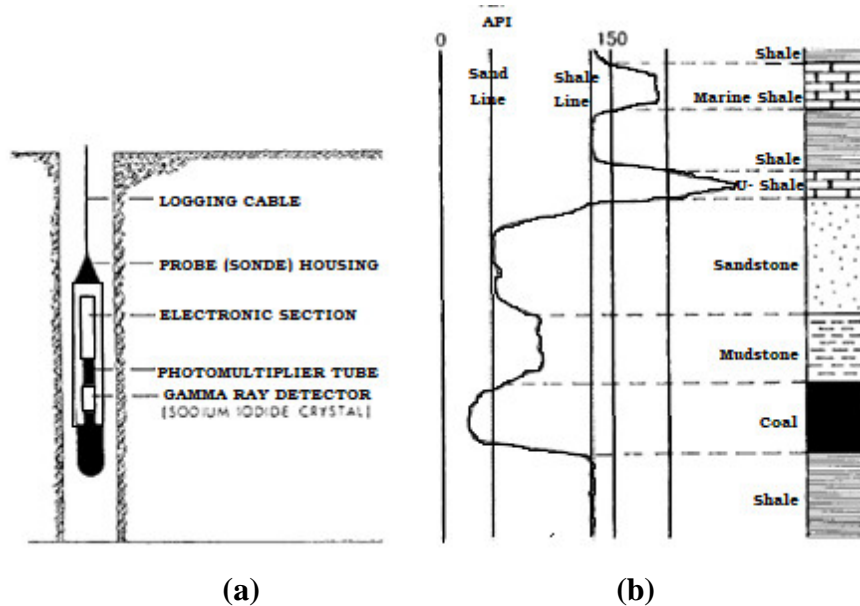 LOGGING CABLE
PROBE (SONDE) HOUSING
ELECTRONIC SECTION
PHOTOMULTIPLIER TUBE
GAMMA RAY DETECTOR
(SODIUM IODIDE CRYSTAL)
(a)
API
0 150
Sand Shale
Line Line
Shale
Marine Shale
Shale
U- Shale
Sandstone
Mudstone
Coal
Shale
(b)